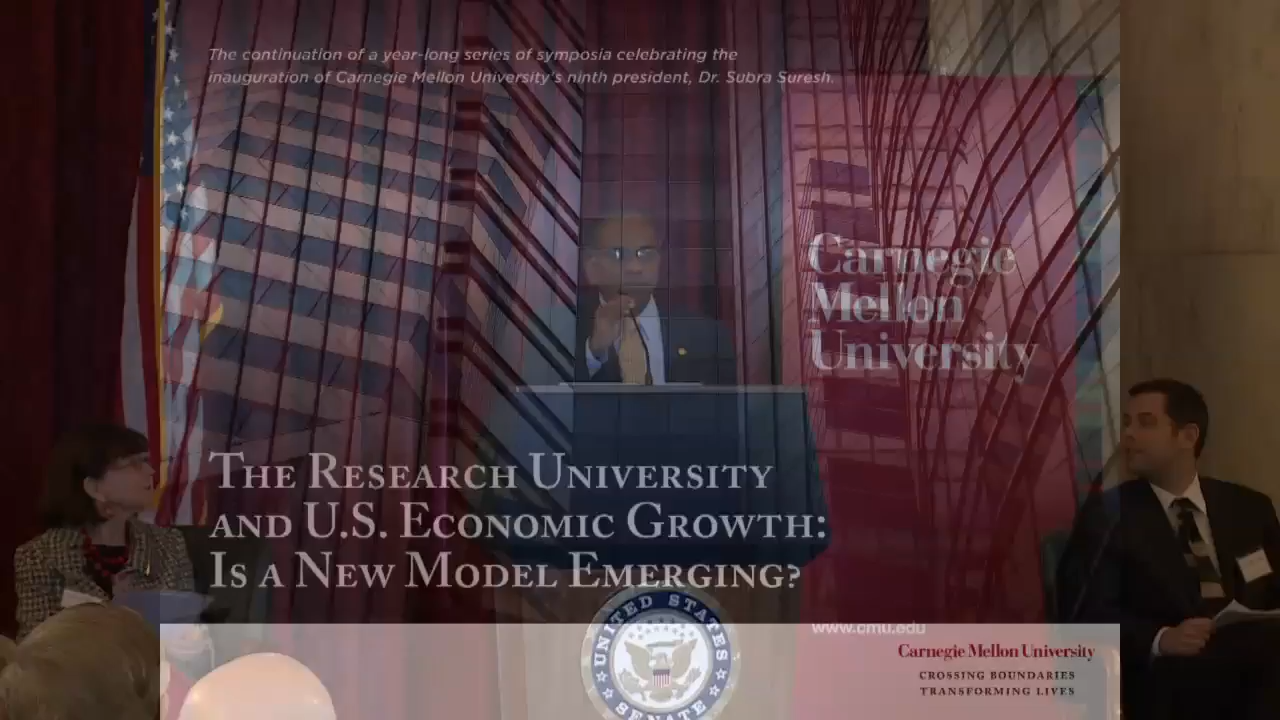 The continuation of a year-long series of symposia celebrating the
inauguration of Carnegie Mellon University's ninth president, Dr. Subra Suresh.
Carnegie
Mellon
University
The Research University
and U.S. Economic Growth:
Is a New Model Emerging?
www.cmu.edu
UNITED STATES
SENATE
Carnegie Mellon University
CROSSING BOUNDARIES
TRANSFORMING LIVES